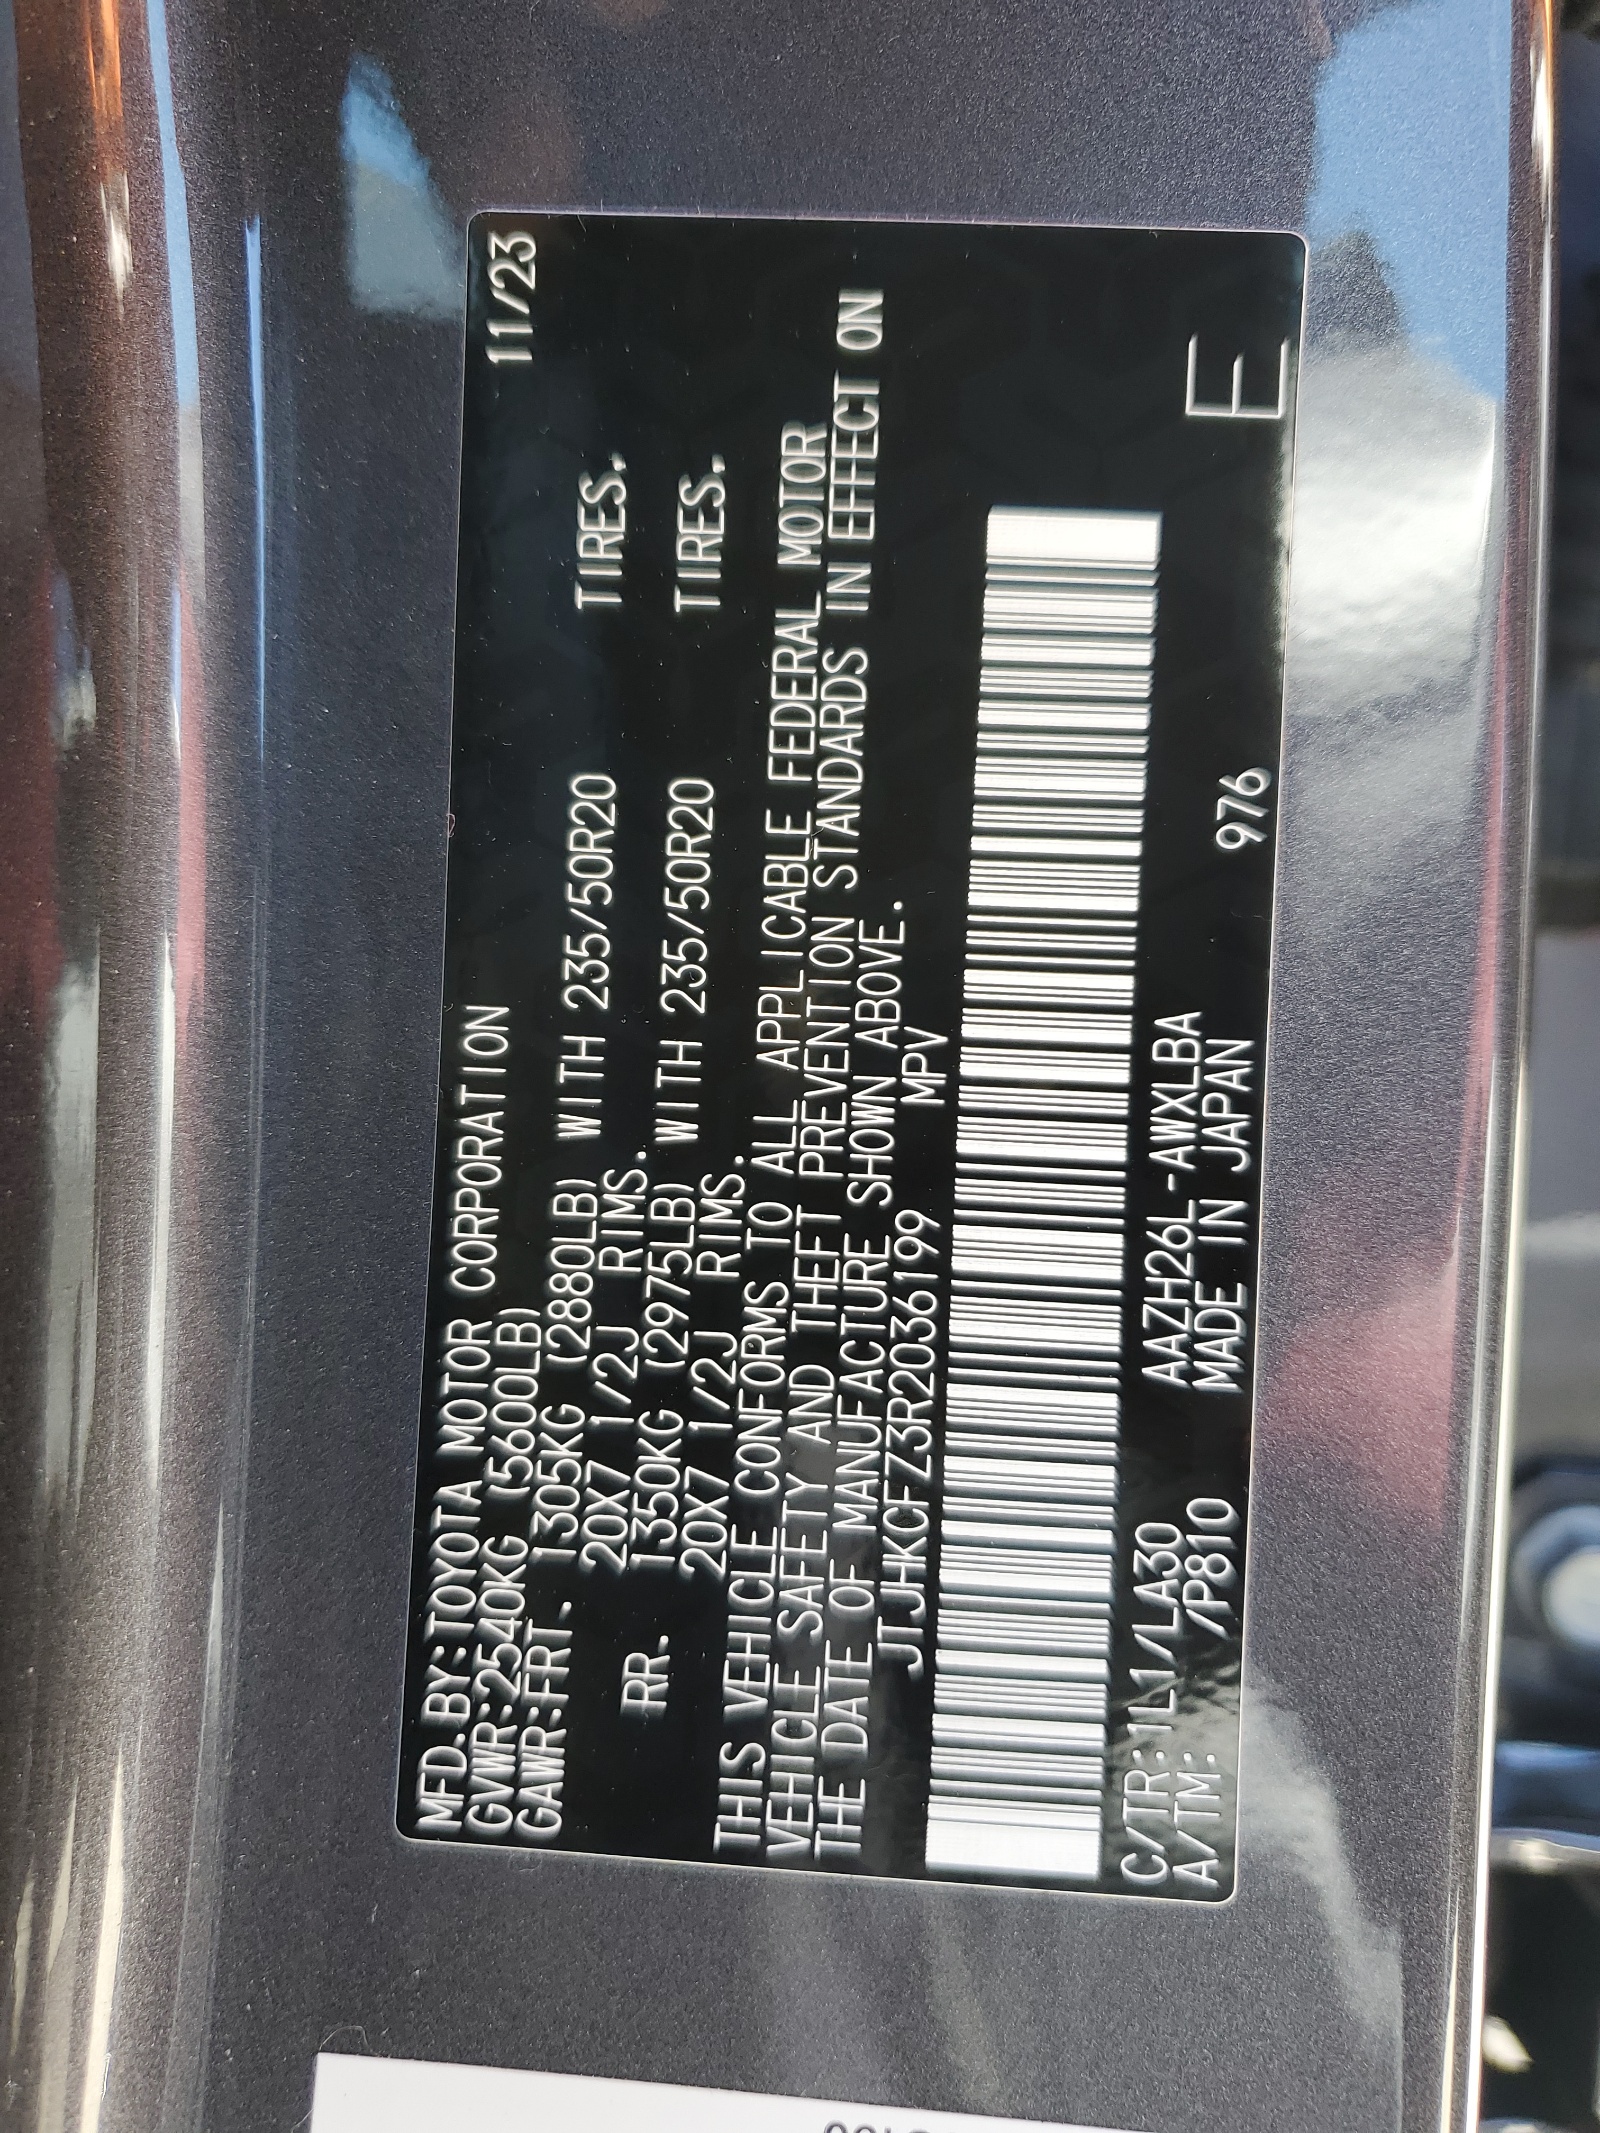 MFD.BY:TOYOTA MOTOR CORPORATION 11/23
GVWR:2540KG (5600LB)
GAWR:FRT. 1305KG (2880LB) WITH 235/50R20 TIRES.
20X7 1/2J RIMS.
RR. 1350KG (2975LB) WITH 235/50R20 TIRES.
20X7 1/2J RIMS.
THIS VEHICLE CONFORMS TO ALL APPLICABLE FEDERAL MOTOR
VEHICLE SAFETY AND THEFT PREVENTION STANDARDS IN EFFECT ON
THE DATE OF MANUFACTURE SHOWN ABOVE.
JTJHKCFZ3R2036199 MPV
C/TR:1L1/LA30 AAZH26L-AWXLBA
A/TM: /P810 MADE IN JAPAN 976 E